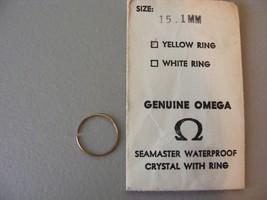 SIZE:
15.1MM
YELLOW RING
WHITE RING
GENUINE OMEGA
Ω
SEAMASTER WATERPROOF
CRYSTAL WITH RING